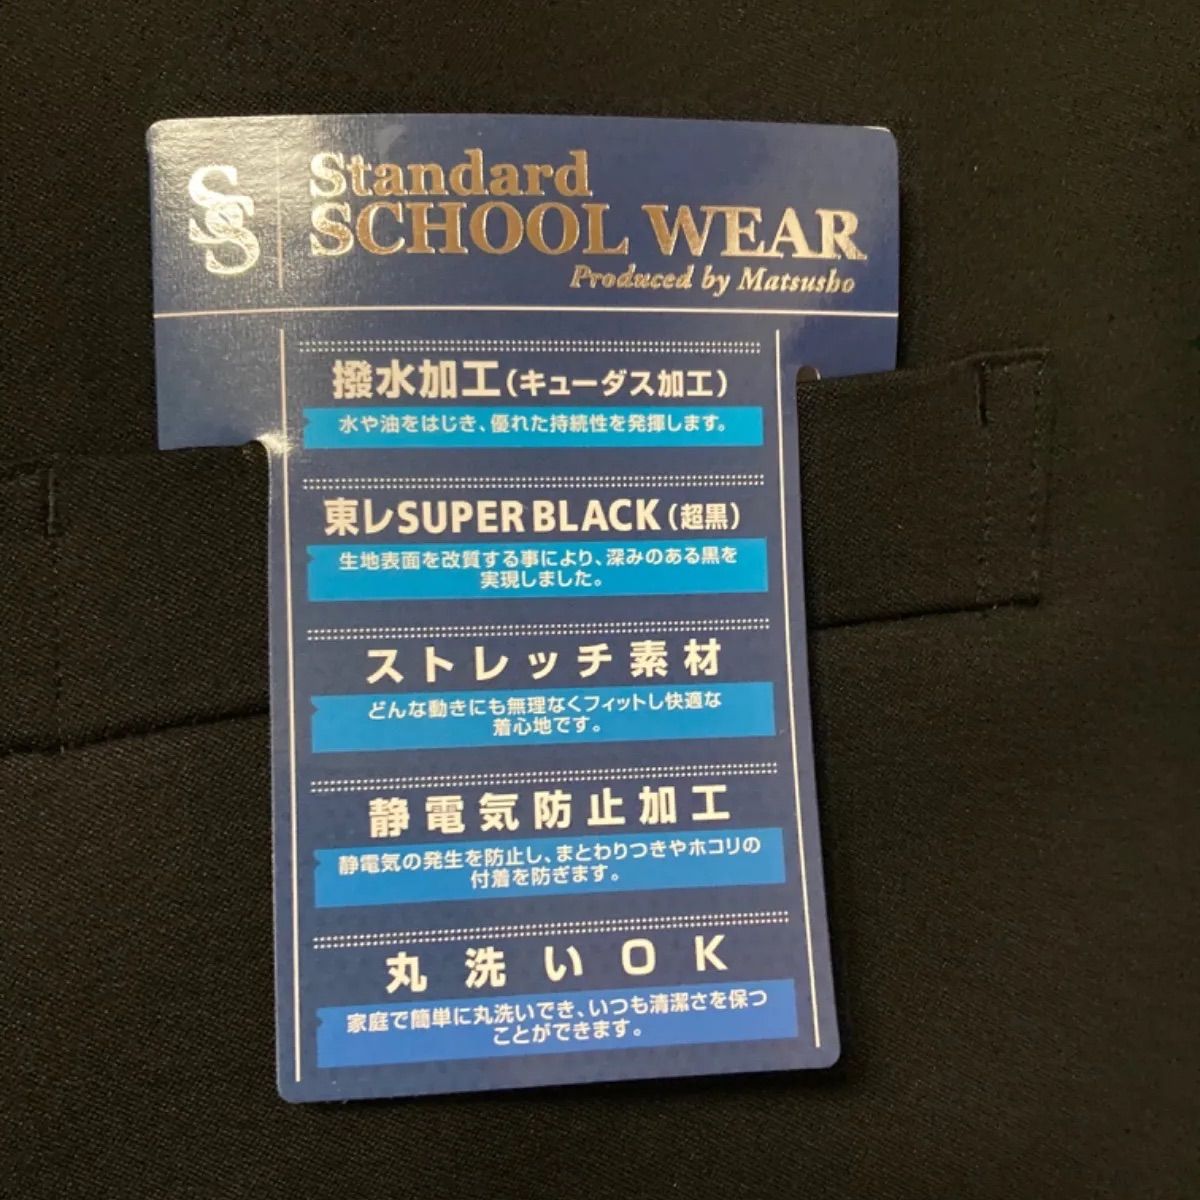 SSS
Standard
SCHOOL WEAR
Produced by Matsusho
撥水加工(キューダス加工)
水や油をはじき、優れた持続性を発揮します。
東レSUPER BLACK(超黒)
生地表面を改質する事により、深みのある黒を
実現しました。
ストレッチ素材
どんな動きにも無理なくフィットし快適な
着心地です。
静電気防止加工
静電気の発生を防止し、まとわりつきやホコリの
付着を防ぎます。
丸洗いOK
家庭で簡単に丸洗いでき、いつも清潔さを保つ
ことができます。